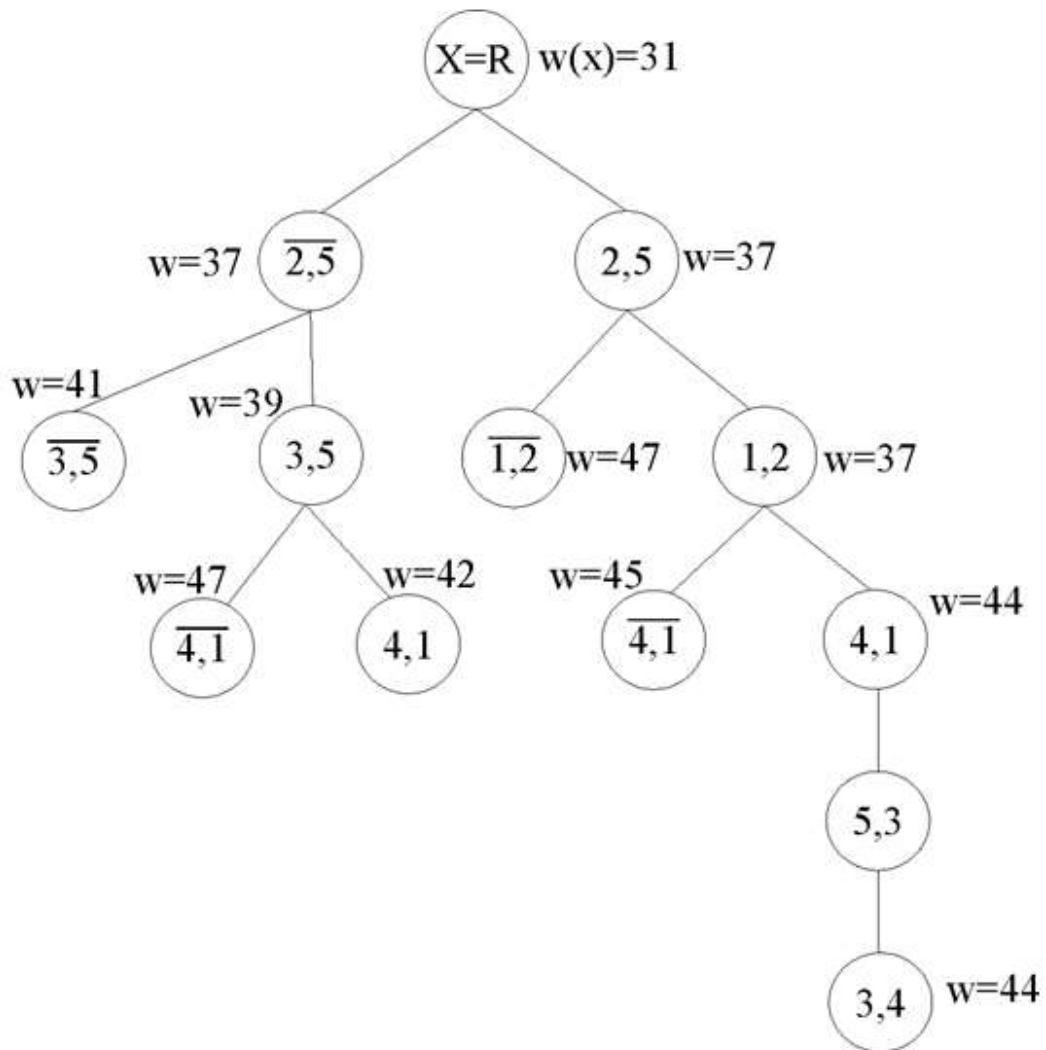 X=R w(x)=31
w=37 2,5 2,5 w=37
w=41 w=39
3,5 3,5 1,2 w=47 1,2 w=37
w=47 w=42 w=45 w=44
4,1 4,1 4,1 4,1
5,3
3,4 w=44